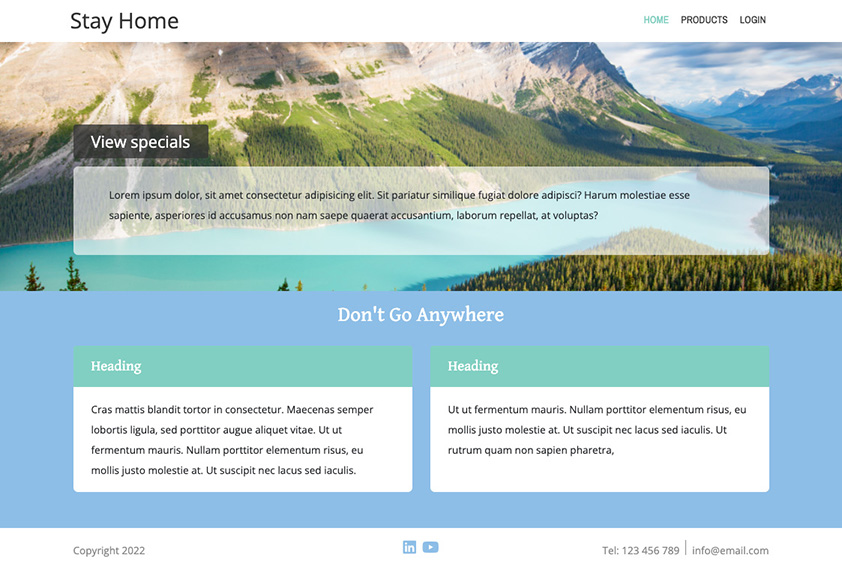 Stay Home
HOME PRODUCTS LOGIN
View specials
Lorem ipsum dolor, sit amet consectetur adipisicing elit. Sit pariatur similique fugiat dolore adipisci? Harum molestiae esse
sapiente, asperiores id accusamus non nam saepe quaerat accusantium, laborum repellat, at voluptas?
Don't Go Anywhere
Heading
Cras mattis blandit tortor in consectetur. Maecenas semper
lobortis ligula, sed porttitor augue aliquet vitae. Ut ut
fermentum mauris. Nullam porttitor elementum risus, eu
mollis justo molestie at. Ut suscipit nec lacus sed iaculis.
Heading
Ut ut fermentum mauris. Nullam porttitor elementum risus, eu
mollis justo molestie at. Ut suscipit nec lacus sed iaculis. Ut
rutrum quam non sapien pharetra,
Copyright 2022
in
Tel: 123 456 789 | info@email.com